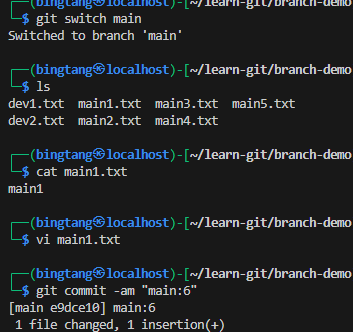 └─$ git switch main
Switched to branch 'main'
┌──(bingtang㉿localhost)-[~/learn-git/branch-demo
└─$ ls
dev1.txt  main1.txt  main3.txt  main5.txt
dev2.txt  main2.txt  main4.txt
┌──(bingtang㉿localhost)-[~/learn-git/branch-demo
└─$ cat main1.txt
main1
┌──(bingtang㉿localhost)-[~/learn-git/branch-demo
└─$ vi main1.txt
┌──(bingtang㉿localhost)-[~/learn-git/branch-demo
└─$ git commit -am "main:6"
[main e9dce10] main:6
 1 file changed, 1 insertion(+)